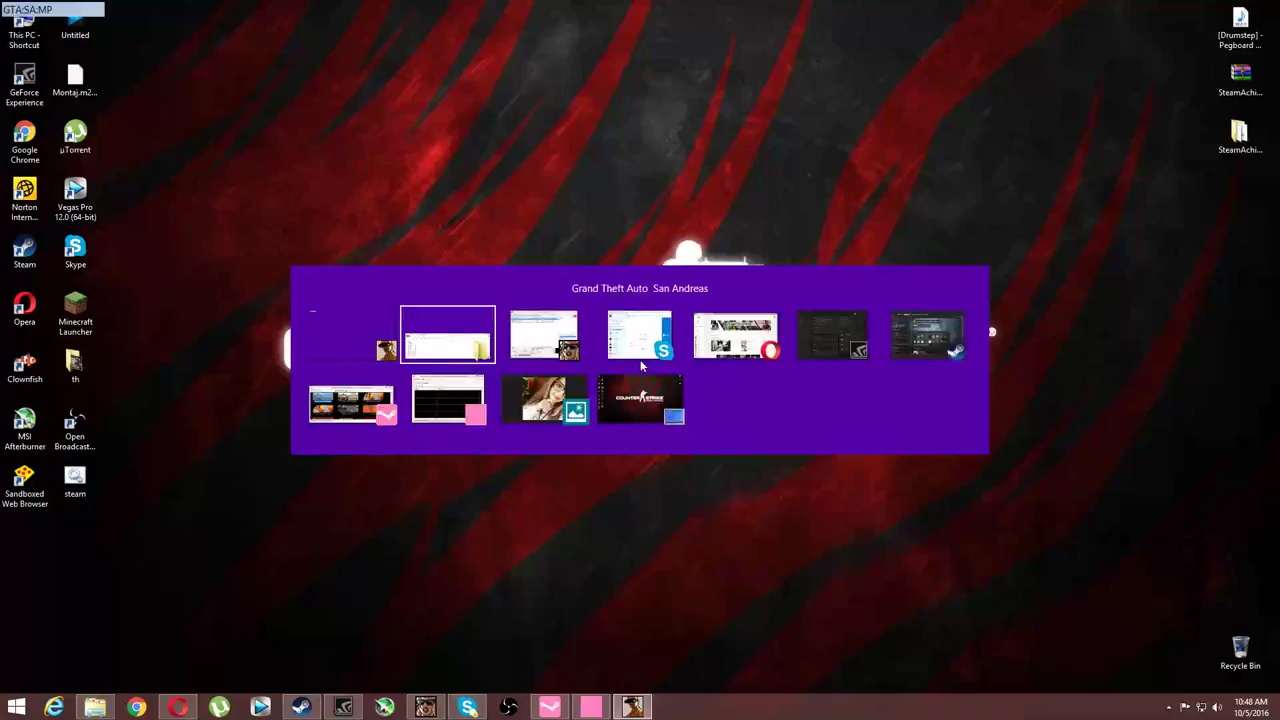 GTA:SA:MP
This PC -
Shortcut
Untitled
GeForce
Experience
Montaj.m2...
Google
Chrome
µTorrent
Norton
Intern...
Vegas Pro
12.0 (64-bit)
Steam
Skype
Opera
Minecraft
Launcher
Clownfish
th
MSI
Afterburner
Open
Broadcast...
Sandboxed
Web Browser
steam
Grand Theft Auto  San Andreas
COUNTER STRIKE
[Drumstep] -
Pegboard ...
SteamAchi...
SteamAchi...
Recycle Bin
10:48 AM
10/5/2016